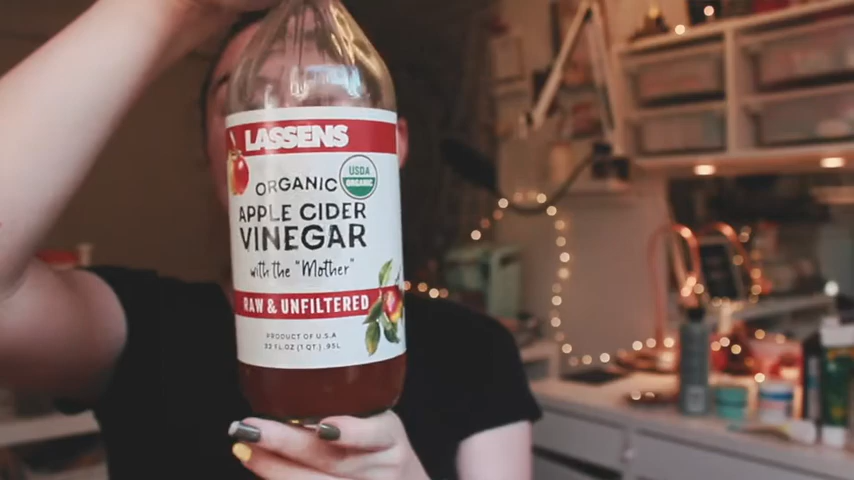 LASSENS
USDA
ORGANIC
ORGANIC
APPLE CIDER
VINEGAR
with the "Mother"
RAW & UNFILTERED
PRODUCT OF U.S.A
32 FL.OZ (1 QT.) .95L